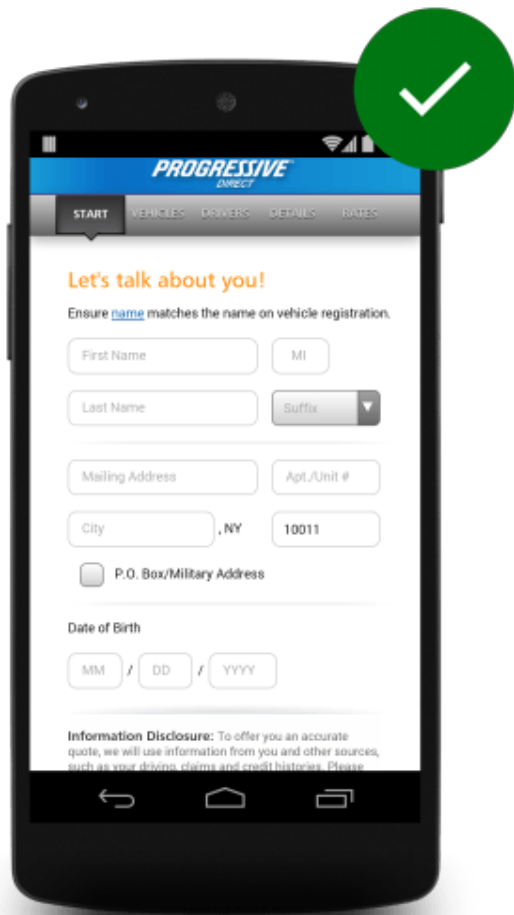 PROGRESSIVE
DIRECT
START VEHICLES DRIVERS DETAILS RATES
Let's talk about you!
Ensure name matches the name on vehicle registration.
First Name MI
Last Name Suffix
Mailing Address Apt./Unit #
City , NY 10011
P.O. Box/Military Address
Date of Birth
MM / DD / YYYY
Information Disclosure: To offer you an accurate
quote, we will use information from you and other sources,
such as your driving, claims and credit histories. Please